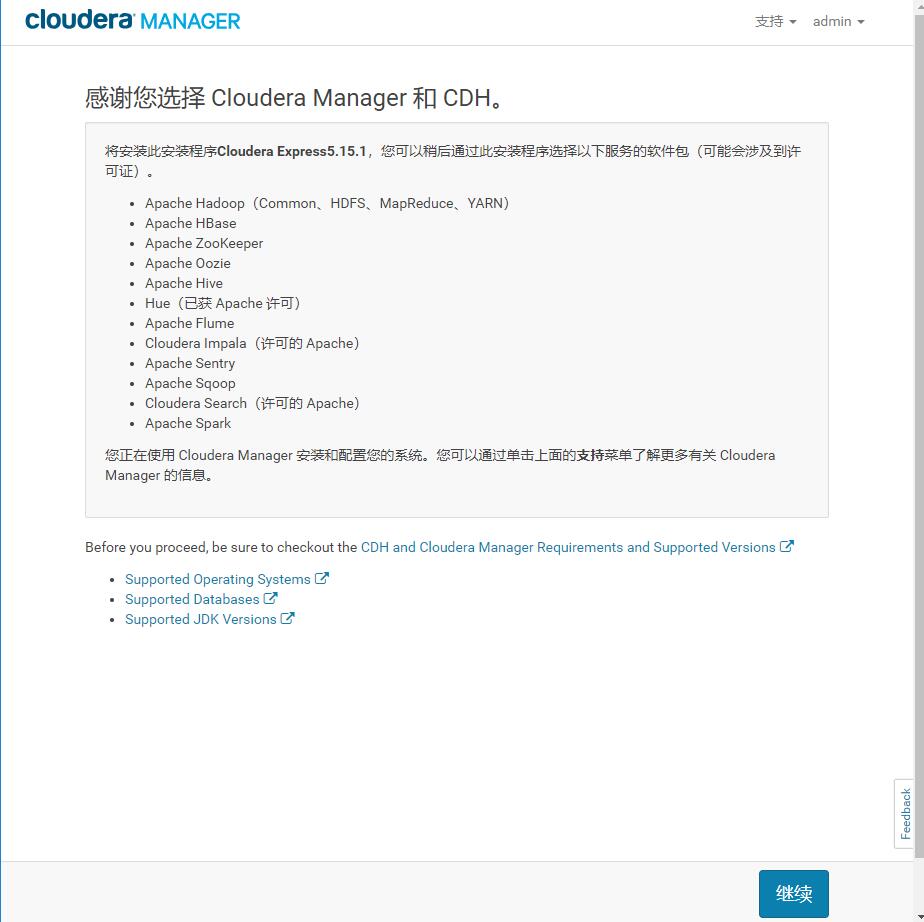 cloudera MANAGER
支持 admin
感谢您选择 Cloudera Manager 和 CDH。
将安装此安装程序Cloudera Express5.15.1，您可以稍后通过此安装程序选择以下服务的软件包（可能会涉及到许
可证）。
• Apache Hadoop（Common、HDFS、MapReduce、YARN）
• Apache HBase
• Apache ZooKeeper
• Apache Oozie
• Apache Hive
• Hue（已获 Apache 许可）
• Apache Flume
• Cloudera Impala（许可的 Apache）
• Apache Sentry
• Apache Sqoop
• Cloudera Search（许可的 Apache）
• Apache Spark
您正在使用 Cloudera Manager 安装和配置您的系统。您可以通过单击上面的支持菜单了解更多有关 Cloudera
Manager 的信息。
Before you proceed, be sure to checkout the CDH and Cloudera Manager Requirements and Supported Versions
• Supported Operating Systems
• Supported Databases
• Supported JDK Versions
Feedback
继续